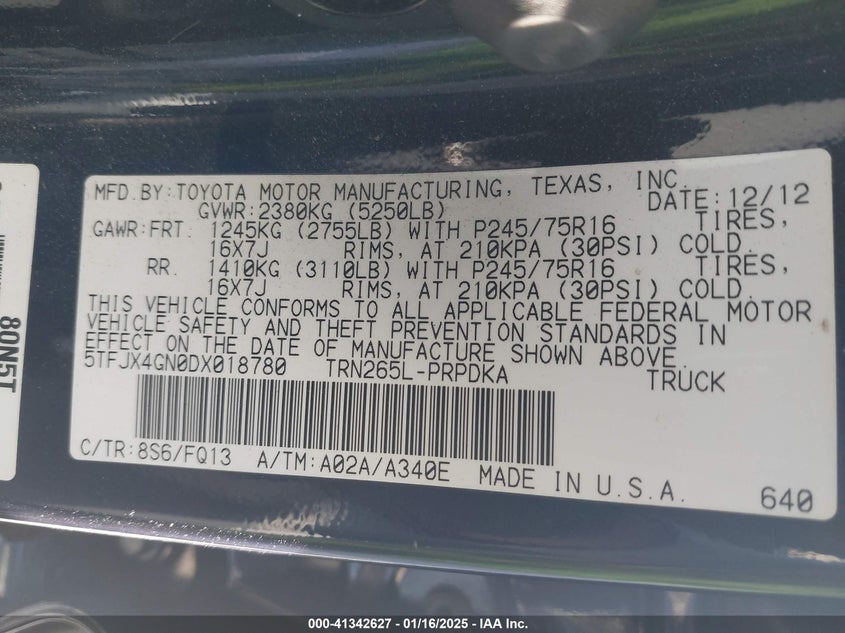 MFD.BY:TOYOTA MOTOR MANUFACTURING, TEXAS, INC.
GVWR:2380KG (5250LB) DATE:12/12
GAWR:FRT. 1245KG (2755LB) WITH P245/75R16 TIRES,
16X7J RIMS, AT 210KPA (30PSI) COLD.
RR. 1410KG (3110LB) WITH P245/75R16 TIRES,
16X7J RIMS, AT 210KPA (30PSI) COLD.
THIS VEHICLE CONFORMS TO ALL APPLICABLE FEDERAL MOTOR
VEHICLE SAFETY AND THEFT PREVENTION STANDARDS IN
EFFECT ON THE DATE OF MANUFACTURE SHOWN ABOVE.
5TFJX4GN0DX018780 TRN265L-PRPDKA TRUCK
C/TR:8S6/FQ13 A/TM:A02A/A340E MADE IN U.S.A.
640
80N5T
000-41342627 - 01/16/2025 - IAA Inc.